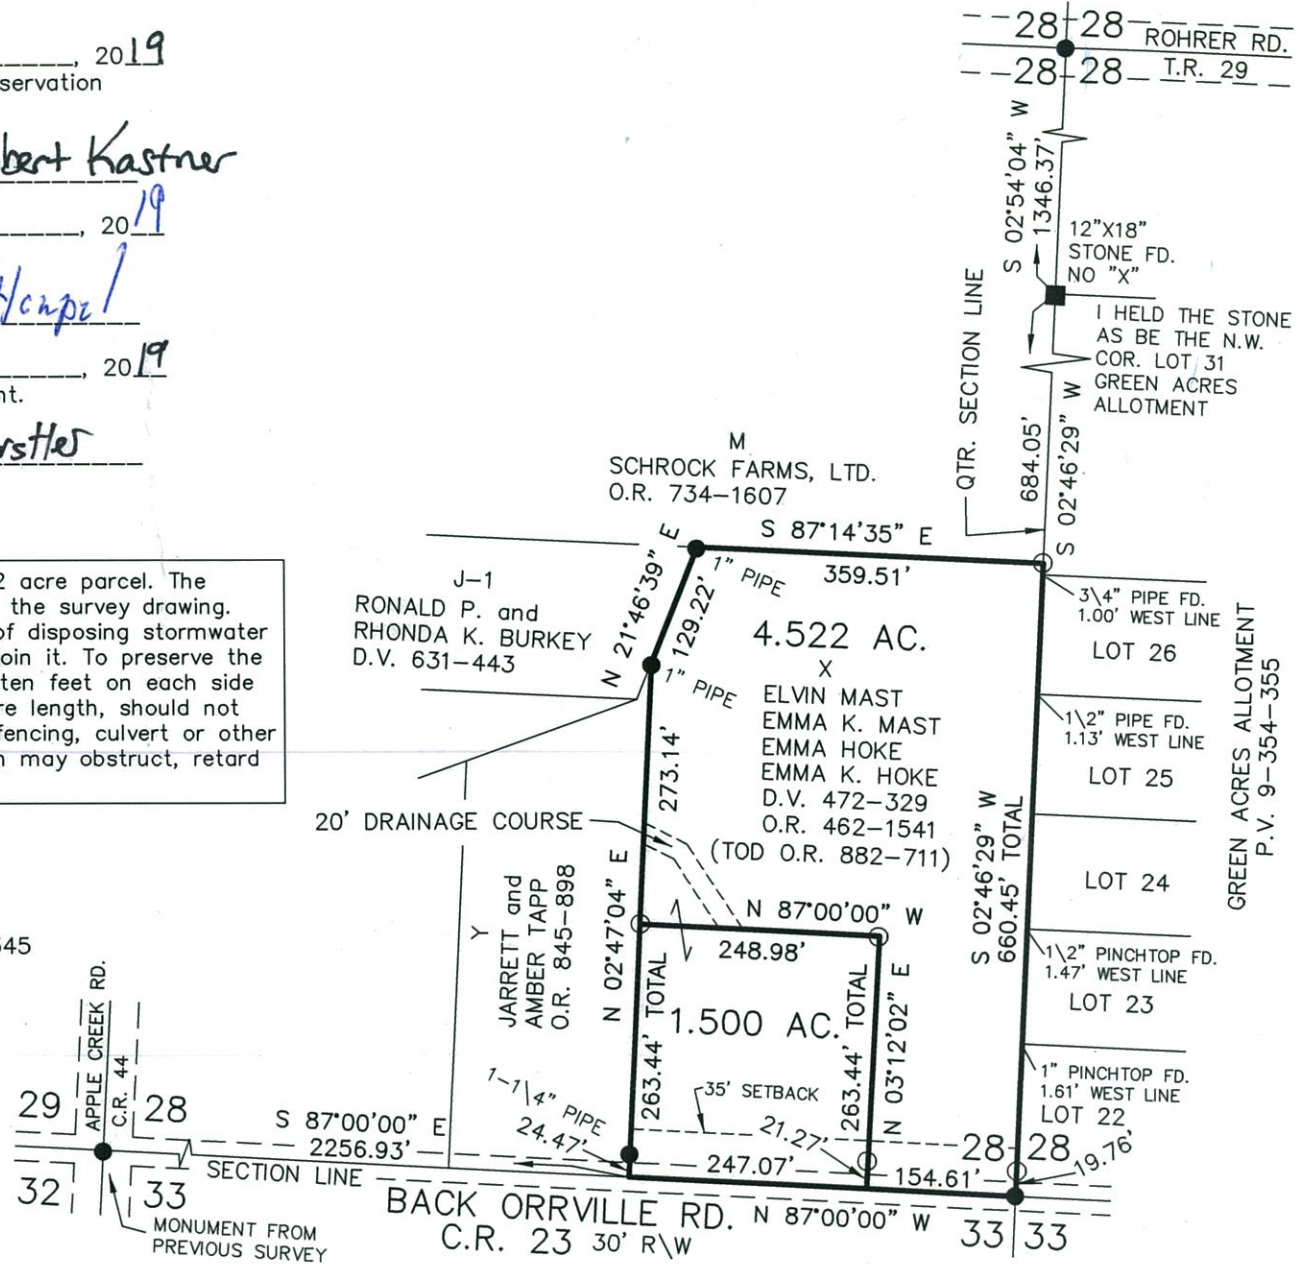 , 2019
servation
bert Kastner
, 2019
, 2019
nt.
2 acre parcel. The
the survey drawing.
of disposing stormwater
oin it. To preserve the
ten feet on each side
re length, should not
fencing, culvert or other
n may obstruct, retard
545
28 28
ROHRER RD.
28 28
T.R. 29
S 02°54'04" W
1346.37'
12"X18"
STONE FD.
NO "X"
I HELD THE STONE
AS BE THE N.W.
COR. LOT 31
GREEN ACRES
ALLOTMENT
QTR. SECTION LINE
684.05'
S 02°46'29" W
M
SCHROCK FARMS, LTD.
O.R. 734-1607
S 87°14'35" E
359.51'
N 21°46'39" E
129.22'
1" PIPE
1" PIPE
J-1
RONALD P. and
RHONDA K. BURKEY
D.V. 631-443
4.522 AC.
X
ELVIN MAST
EMMA K. MAST
EMMA HOKE
EMMA K. HOKE
D.V. 472-329
O.R. 462-1541
(TOD O.R. 882-711)
3\4" PIPE FD.
1.00' WEST LINE
LOT 26
1\2" PIPE FD.
1.13' WEST LINE
LOT 25
LOT 24
1\2" PINCHTOP FD.
1.47' WEST LINE
LOT 23
1" PINCHTOP FD.
1.61' WEST LINE
LOT 22
GREEN ACRES ALLOTMENT
P.V. 9-354-355
273.14'
20' DRAINAGE COURSE
N 02°47'04" E
S 02°46'29" W
660.45' TOTAL
N 87°00'00" W
248.98'
Y
JARRETT and
AMBER TAPP
O.R. 845-898
263.44' TOTAL
1.500 AC.
263.44' TOTAL
N 03°12'02" E
35' SETBACK
1-1\4" PIPE
24.47'
21.27'
247.07'
154.61'
28 28
19.76'
33 33
APPLE CREEK RD.
C.R. 44
29 28
32 33
S 87°00'00" E
2256.93'
SECTION LINE
MONUMENT FROM
PREVIOUS SURVEY
BACK ORRVILLE RD.
N 87°00'00" W
C.R. 23 30' R\W